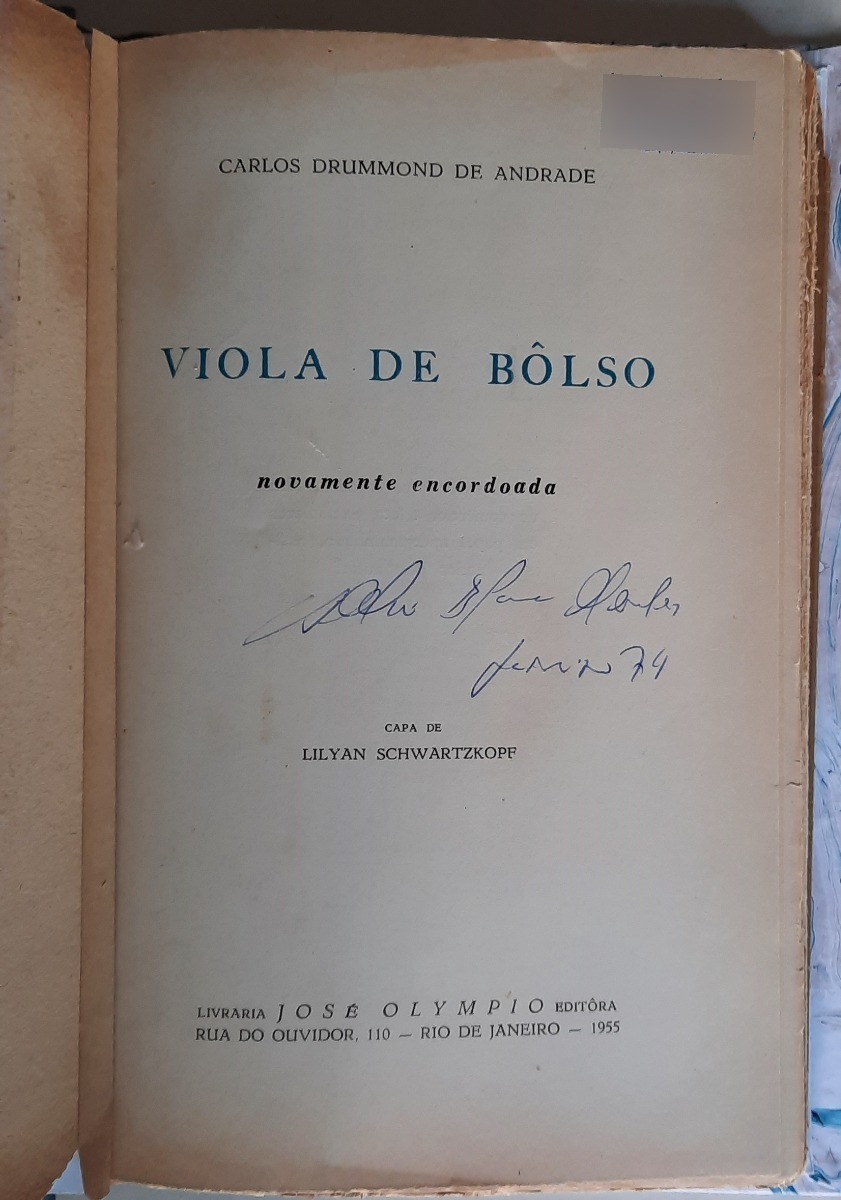 CARLOS DRUMMOND DE ANDRADE
VIOLA DE BÔLSO
novamente encordoada
74
CAPA DE
LILYAN SCHWARTZKOPF
LIVRARIA JOSÉ OLYMPIO EDITÔRA
RUA DO OUVIDOR, 110 — RIO DE JANEIRO — 1955